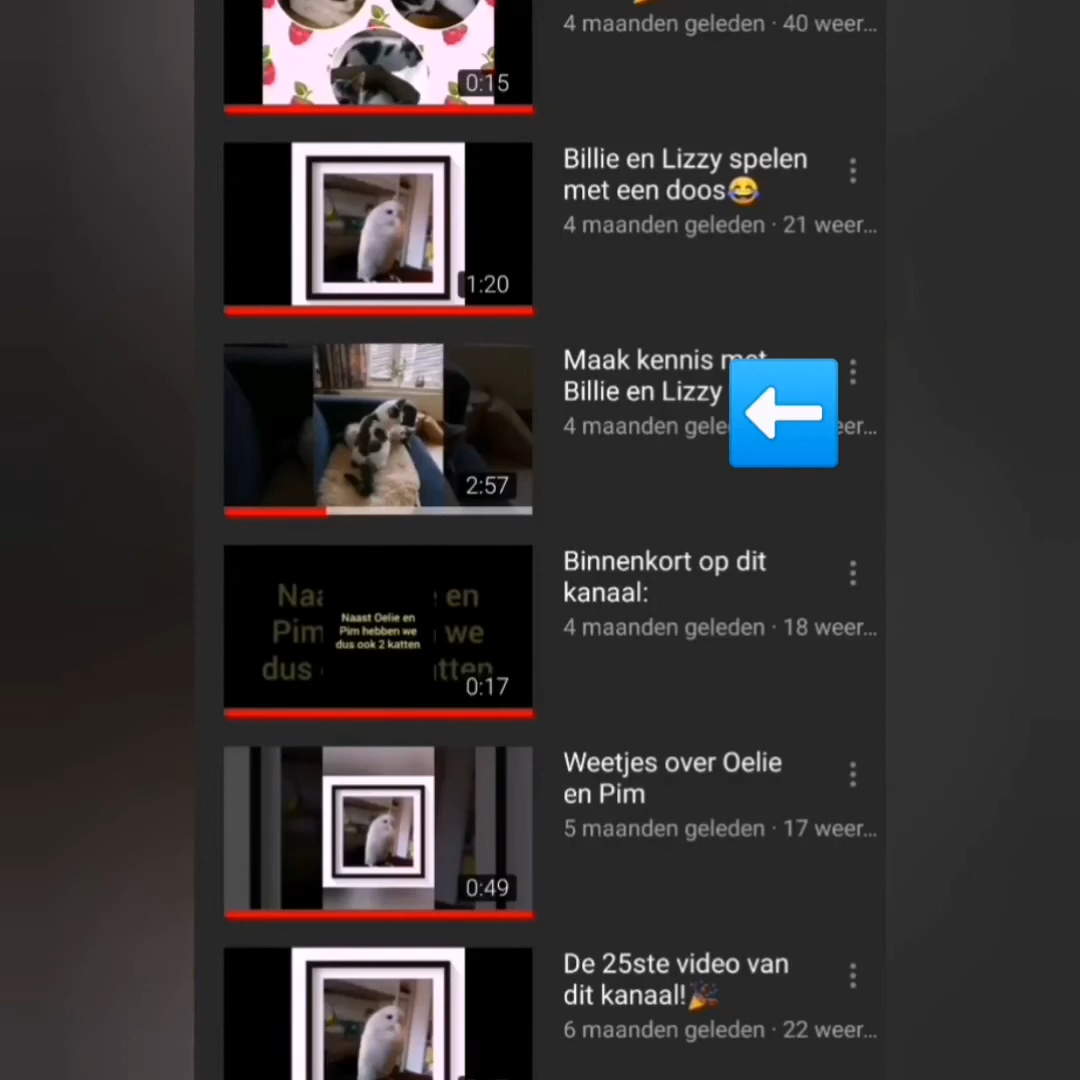 4 maanden geleden · 40 weer...
0:15
Billie en Lizzy spelen
met een doos😂
4 maanden geleden · 21 weer...
1:20
Maak kennis met
Billie en Lizzy
4 maanden gele
eer...
2:57
Binnenkort op dit
kanaal:
4 maanden geleden · 18 weer...
Naast Oelie en
Pim hebben we
dus ook 2 katten
0:17
Weetjes over Oelie
en Pim
5 maanden geleden · 17 weer...
0:49
De 25ste video van
dit kanaal!🎉
6 maanden geleden · 22 weer...